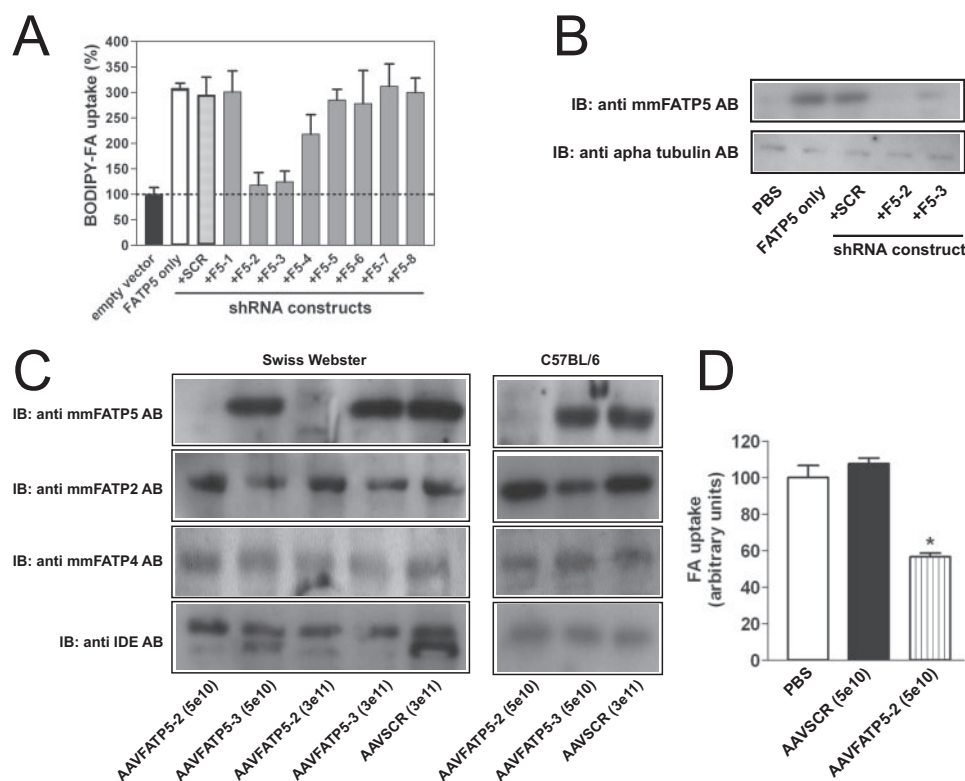 A
BODIPY-FA uptake (%)
400
350
300
250
200
150
100
50
0
empty vector
FATP5 only
+SCR
+F5-1
+F5-2
+F5-3
+F5-4
+F5-5
+F5-6
+F5-7
+F5-8
shRNA constructs
B
IB: anti mmFATP5 AB
IB: anti apha tubulin AB
PBS
FATP5 only
+SCR
+F5-2
+F5-3
shRNA construct
C
Swiss Webster
C57BL/6
IB: anti mmFATP5 AB
IB: anti mmFATP2 AB
IB: anti mmFATP4 AB
IB: anti IDE AB
AAVFATP5-2 (5e10)
AAVFATP5-3 (5e10)
AAVFATP5-2 (3e11)
AAVFATP5-3 (3e11)
AAVSCR (3e11)
AAVFATP5-2 (5e10)
AAVFATP5-3 (5e10)
AAVSCR (3e11)
D
FA uptake
(arbitrary units)
120
100
80
60
40
20
0
*
PBS
AAVSCR (5e10)
AAVFATP5-2 (5e10)